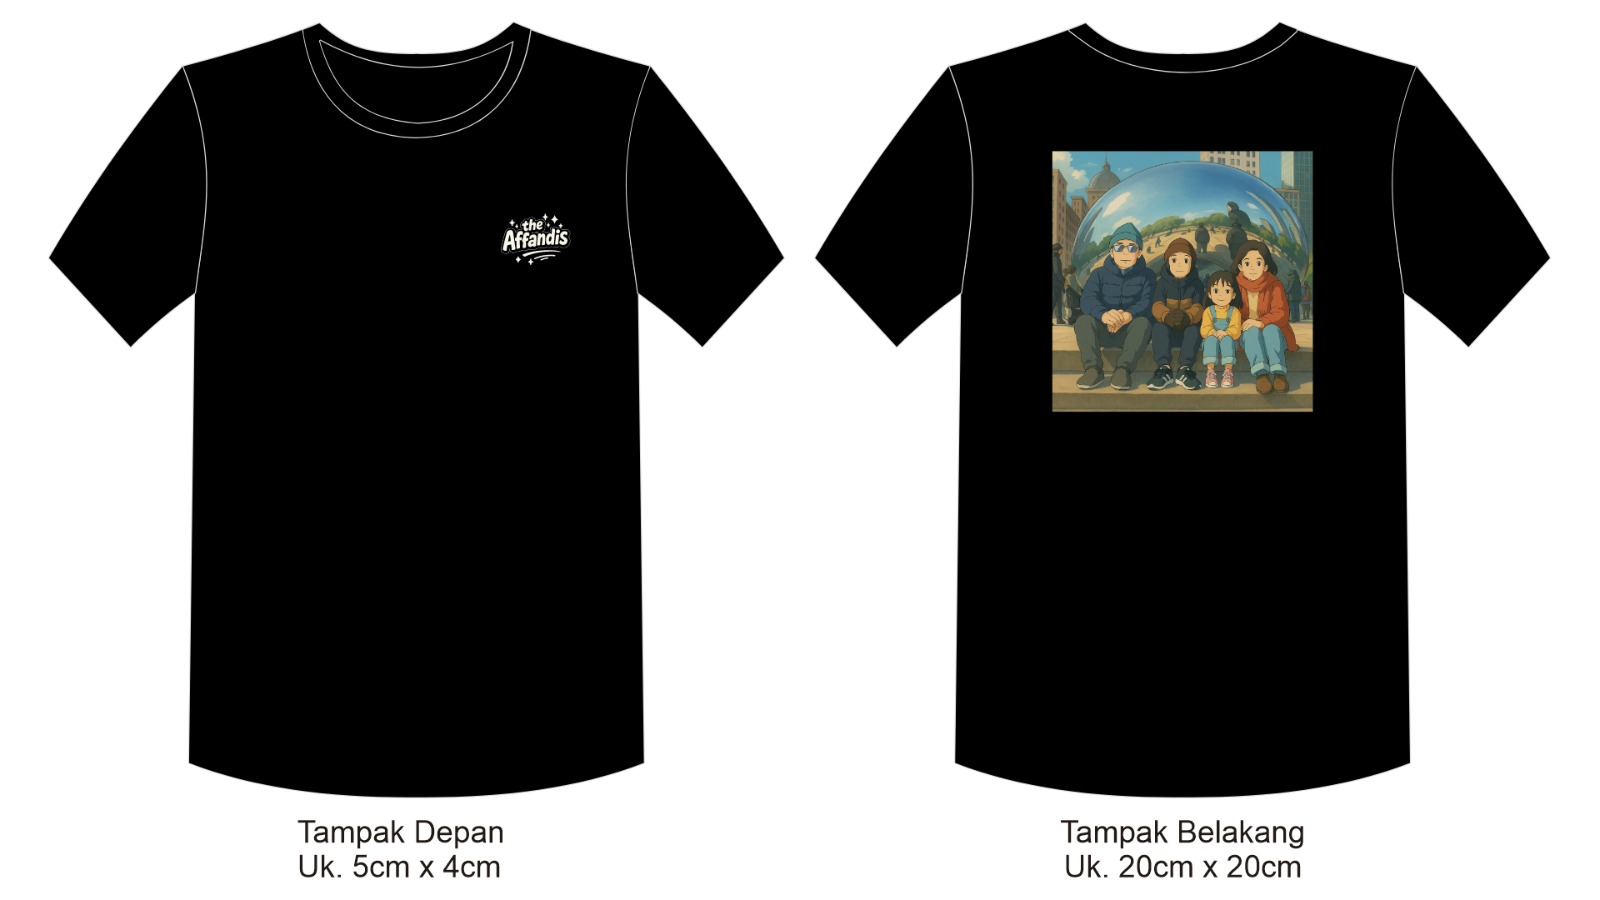 the
Affandis
Tampak Depan
Uk. 5cm x 4cm
Tampak Belakang
Uk. 20cm x 20cm